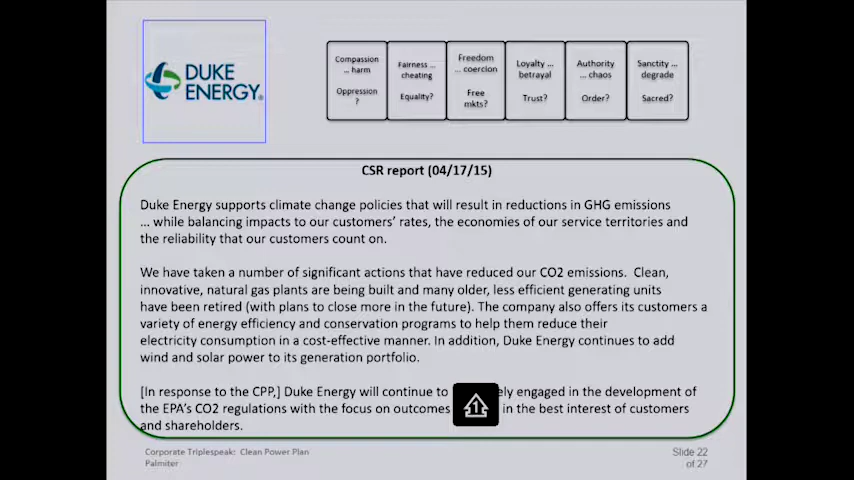 DUKE
ENERGY®
Compassion
... harm
Oppression
?
Fairness ...
cheating
Equality?
Freedom
... coercion
Free
mkts?
Loyalty ...
betrayal
Trust?
Authority
... chaos
Order?
Sanctity ...
degrade
Sacred?
CSR report (04/17/15)
Duke Energy supports climate change policies that will result in reductions in GHG emissions
... while balancing impacts to our customers' rates, the economies of our service territories and
the reliability that our customers count on.
We have taken a number of significant actions that have reduced our CO2 emissions. Clean,
innovative, natural gas plants are being built and many older, less efficient generating units
have been retired (with plans to close more in the future). The company also offers its customers a
variety of energy efficiency and conservation programs to help them reduce their
electricity consumption in a cost-effective manner. In addition, Duke Energy continues to add
wind and solar power to its generation portfolio.
[In response to the CPP,] Duke Energy will continue to ely engaged in the development of
the EPA's CO2 regulations with the focus on outcomes in the best interest of customers
and shareholders.
1
Corporate Triplespeak: Clean Power Plan
Palmiter
Slide 22
of 27